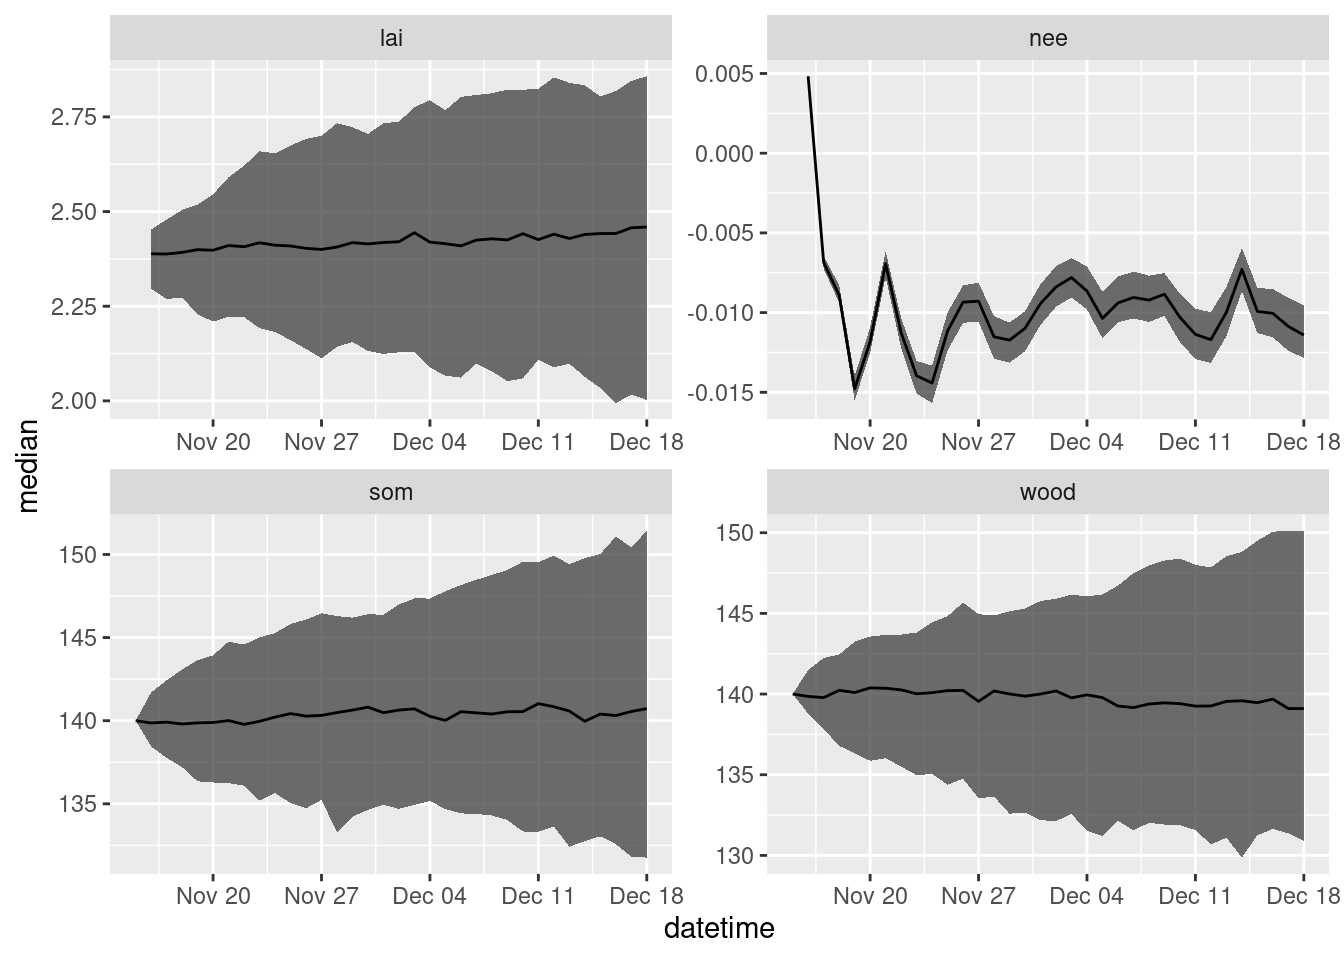 lai
nee
2.75
2.50
2.25
2.00
0.005
0.000
-0.005
-0.010
-0.015
Nov 20 Nov 27 Dec 04 Dec 11 Dec 18
Nov 20 Nov 27 Dec 04 Dec 11 Dec 18
median
som
wood
150
145
140
135
150
145
140
135
130
Nov 20 Nov 27 Dec 04 Dec 11 Dec 18
Nov 20 Nov 27 Dec 04 Dec 11 Dec 18
datetime